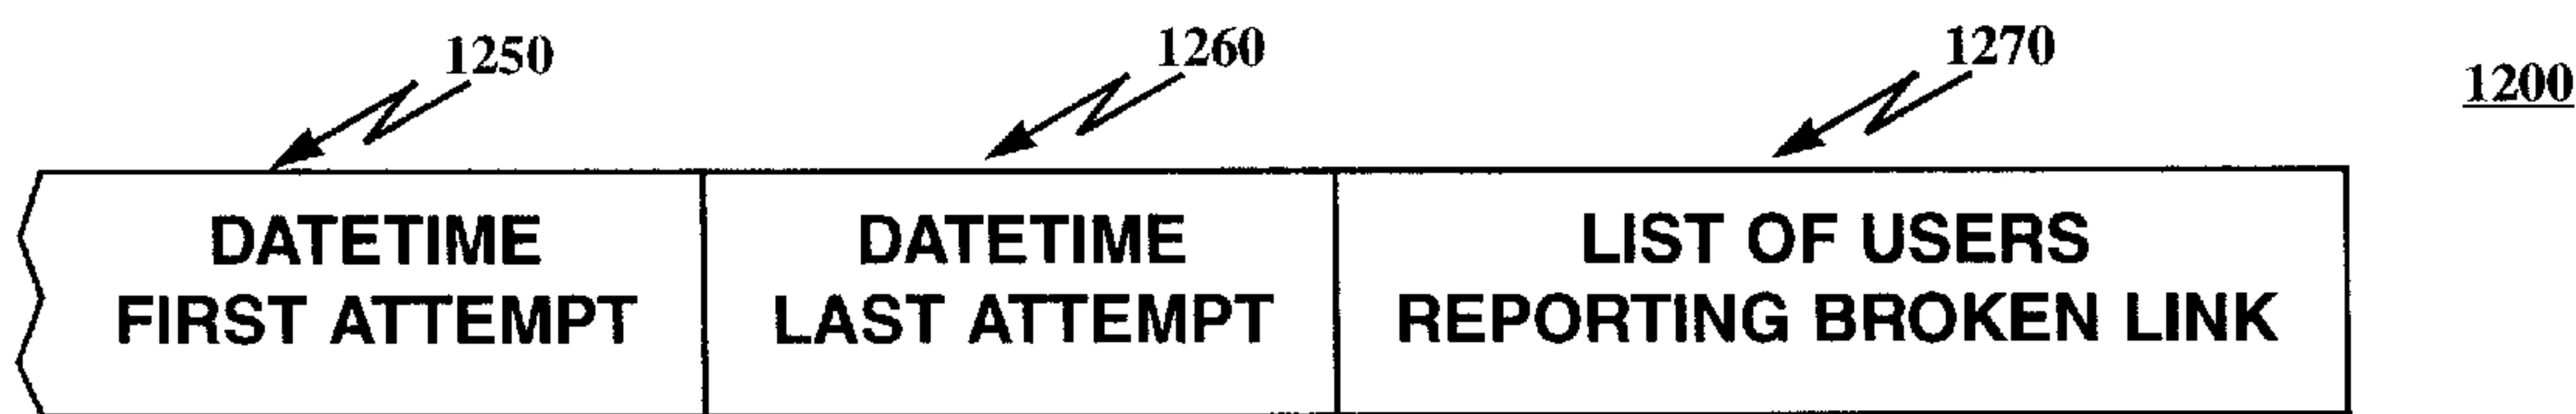 1250
1260
1270
1200
DATETIME
FIRST ATTEMPT
DATETIME
LAST ATTEMPT
LIST OF USERS
REPORTING BROKEN LINK